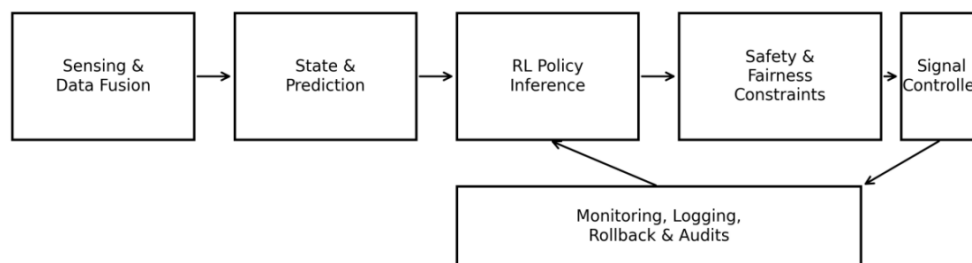 Sensing &
Data Fusion
State &
Prediction
RL Policy
Inference
Safety &
Fairness
Constraints
Signal
Controlle
Monitoring, Logging,
Rollback & Audits